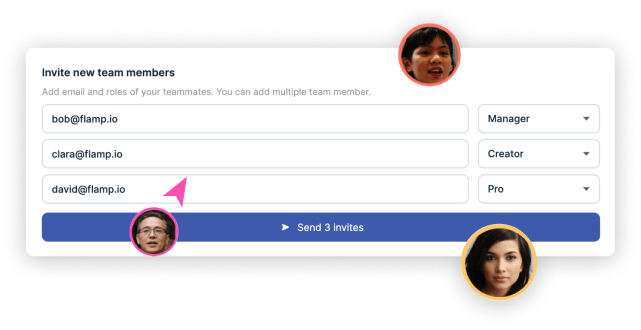 Invite new team members
Add email and roles of your teammates. You can add multiple team member.
bob@flamp.io Manager
clara@flamp.io Creator
david@flamp.io Pro
Send 3 invites